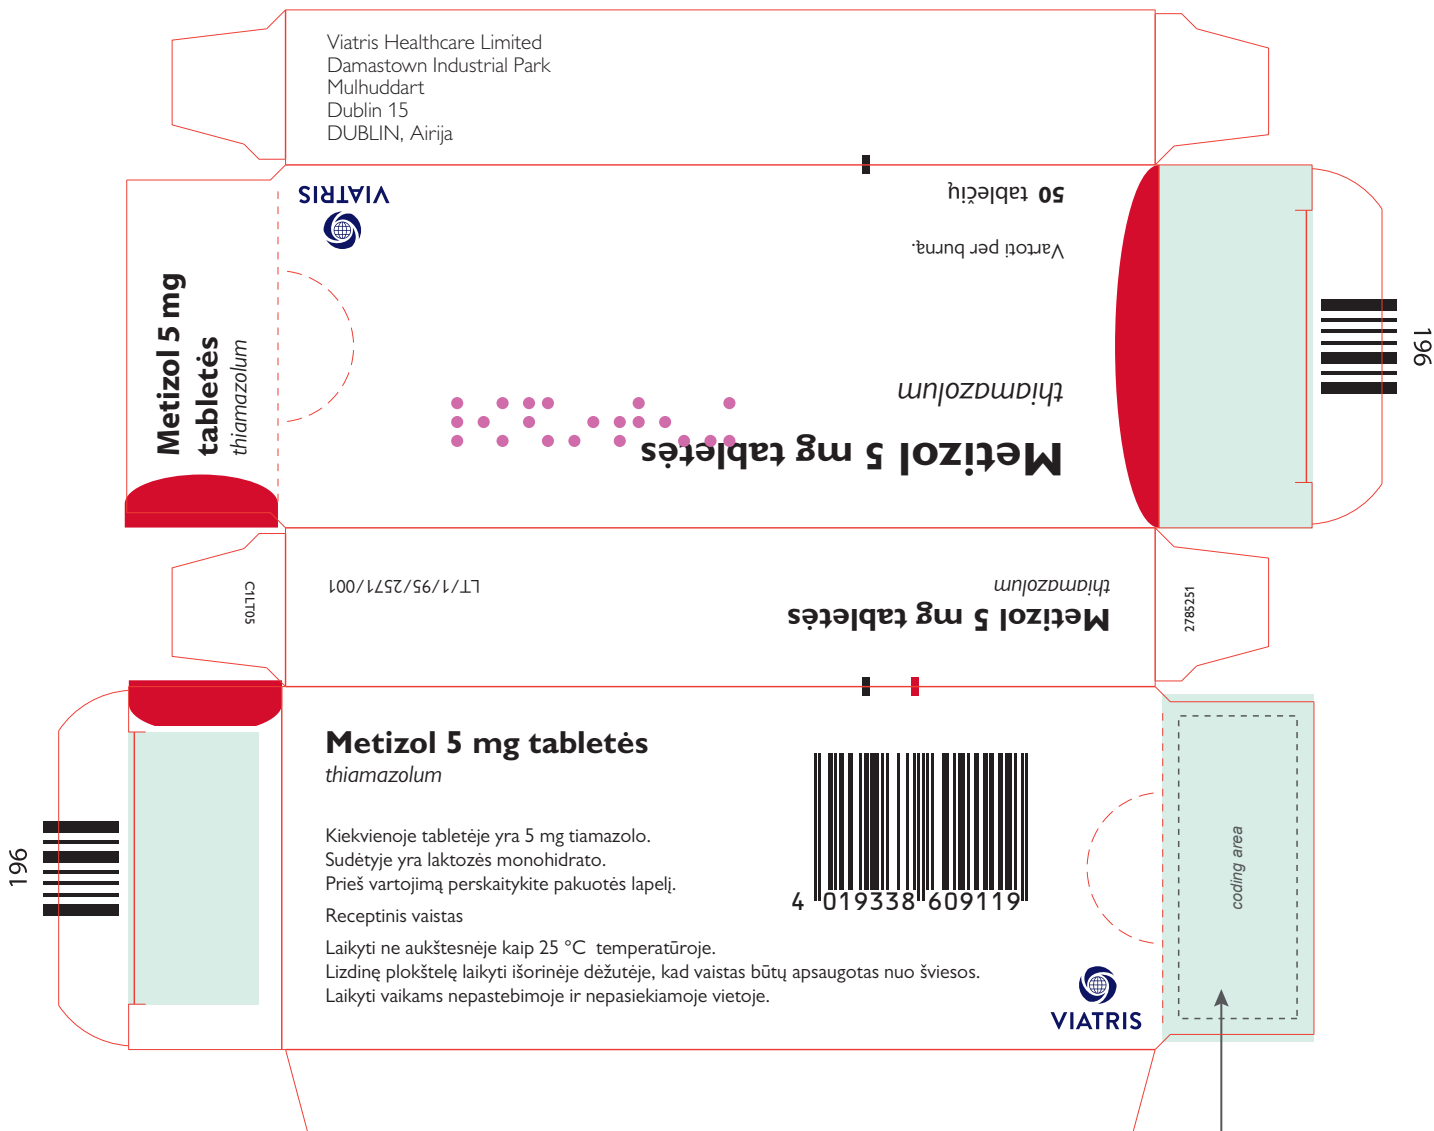 Viatris Healthcare Limited
Damastown Industrial Park
Mulhuddart
Dublin 15
DUBLIN, Airija
VIATRIS
50 tablečių
Vartoti per burną.
thiamazolum
Metizol 5 mg tabletės
Metizol 5 mg
tabletės
thiamazolum
196
C1LT05
LT/1/95/2571/001
thiamazolum
Metizol 5 mg tabletės
2785251
Metizol 5 mg tabletės
thiamazolum
Kiekvienoje tabletėje yra 5 mg tiamazolo.
Sudėtyje yra laktozės monohidrato.
Prieš vartojimą perskaitykite pakuotės lapelį.
Receptinis vaistas
Laikyti ne aukštesnėje kaip 25 °C temperatūroje.
Lizdinę plokštelę laikyti išorinėje dėžutėje, kad vaistas būtų apsaugotas nuo šviesos.
Laikyti vaikams nepastebimoje ir nepasiekiamoje vietoje.
4 019338 609119
VIATRIS
coding area
196